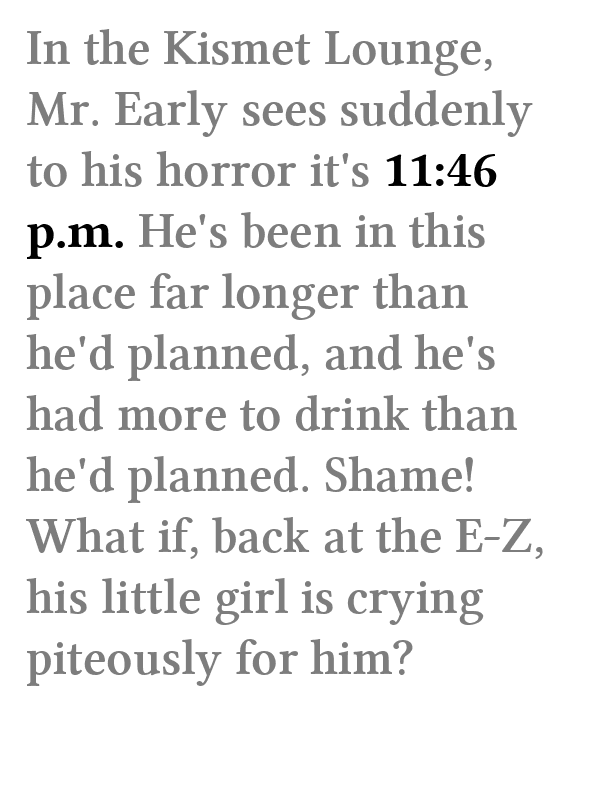 In the Kismet Lounge,
Mr. Early sees suddenly
to his horror it's 11:46
p.m. He's been in this
place far longer than
he'd planned, and he's
had more to drink than
he'd planned. Shame!
What if, back at the E-Z,
his little girl is crying
piteously for him?